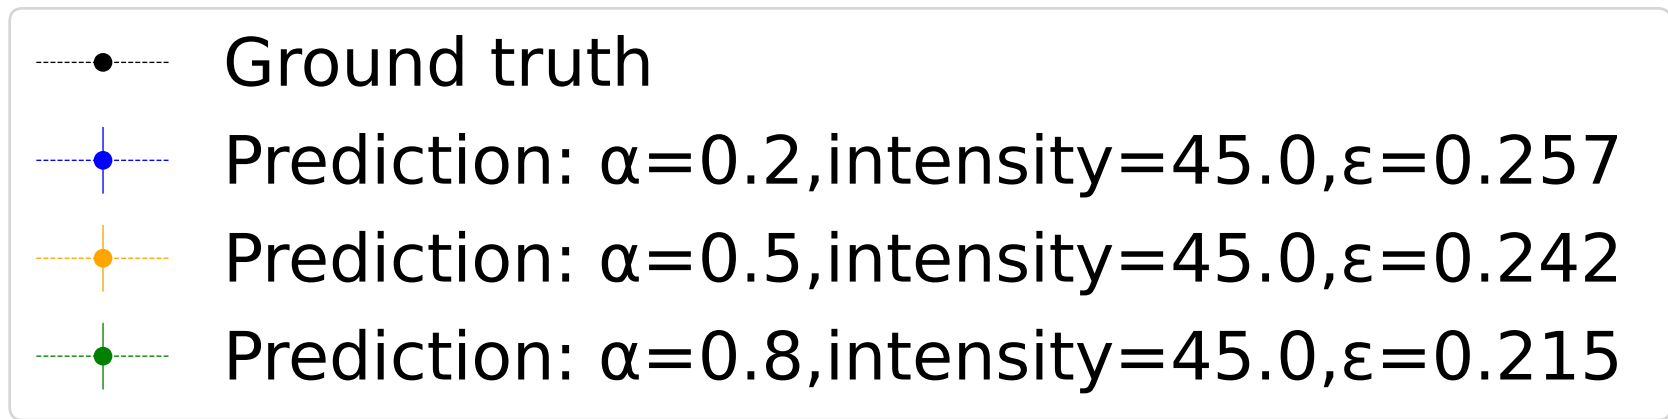 Ground truth
Prediction: α=0.2,intensity=45.0,ε=0.257
Prediction: α=0.5,intensity=45.0,ε=0.242
Prediction: α=0.8,intensity=45.0,ε=0.215